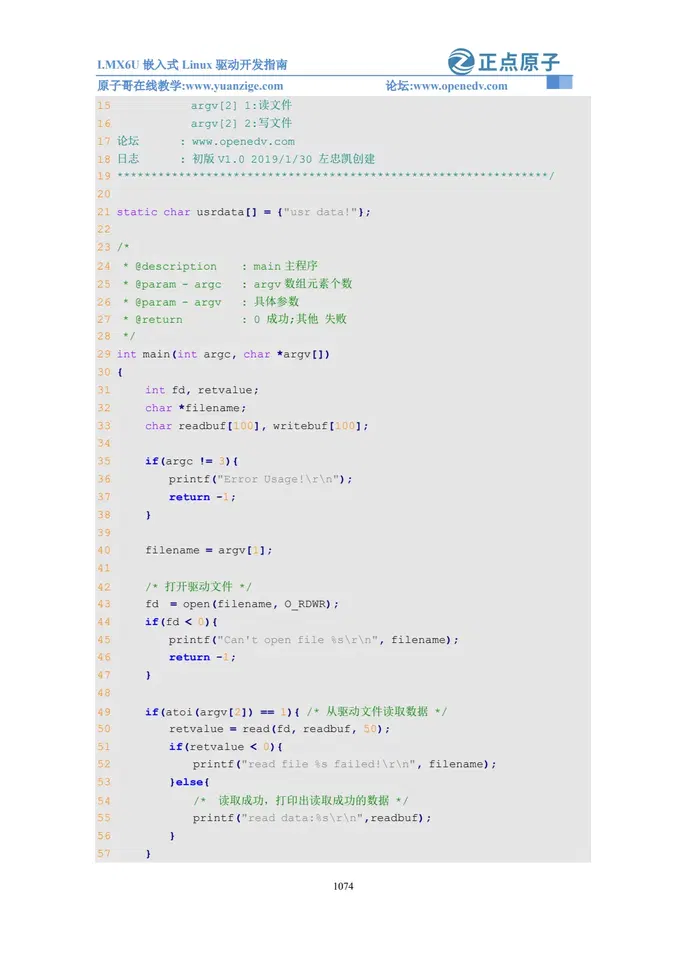 I.MX6U 嵌入式 Linux 驱动开发指南
正点原子
原子哥在线教学:www.yuanzige.com 论坛:www.openedv.com
15 argv[2] 1:读文件
16 argv[2] 2:写文件
17 论坛 : www.openedv.com
18 日志 : 初版 V1.0 2019/1/30 左忠凯创建
19 ***************************************************************/
20
21 static char usrdata[] = {"usr data!"};
22
23 /*
24 * @description : main 主程序
25 * @param - argc : argv 数组元素个数
26 * @param - argv : 具体参数
27 * @return : 0 成功;其他 失败
28 */
29 int main(int argc, char *argv[])
30 {
31 int fd, retvalue;
32 char *filename;
33 char readbuf[100], writebuf[100];
34
35 if(argc != 3){
36 printf("Error Usage!\r\n");
37 return -1;
38 }
39
40 filename = argv[1];
41
42 /* 打开驱动文件 */
43 fd = open(filename, O_RDWR);
44 if(fd < 0){
45 printf("Can't open file %s\r\n", filename);
46 return -1;
47 }
48
49 if(atoi(argv[2]) == 1){ /* 从驱动文件读取数据 */
50 retvalue = read(fd, readbuf, 50);
51 if(retvalue < 0){
52 printf("read file %s failed!\r\n", filename);
53 }else{
54 /* 读取成功，打印出读取成功的数据 */
55 printf("read data:%s\r\n",readbuf);
56 }
57 }
1074